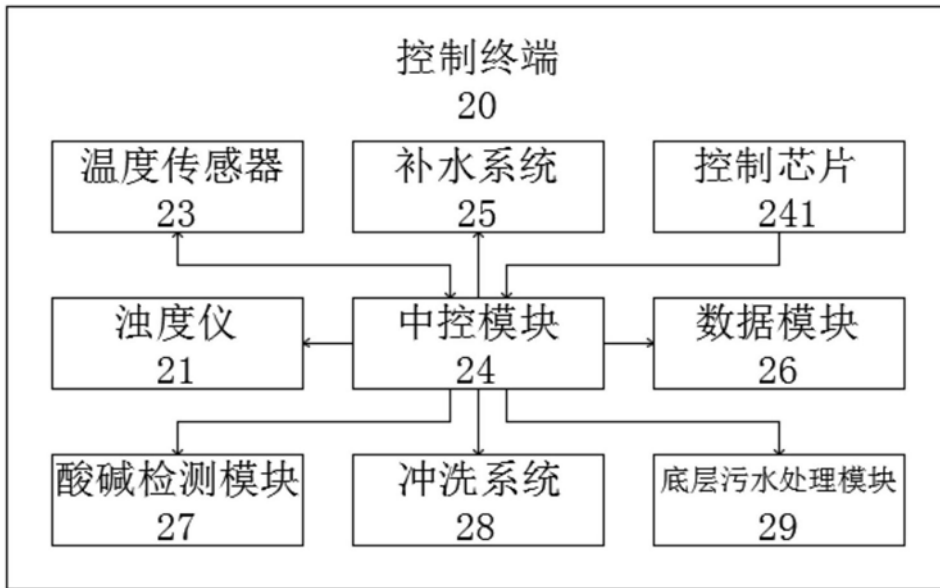 控制终端
20
温度传感器
23
补水系统
25
控制芯片
241
浊度仪
21
中控模块
24
数据模块
26
酸碱检测模块
27
冲洗系统
28
底层污水处理模块
29